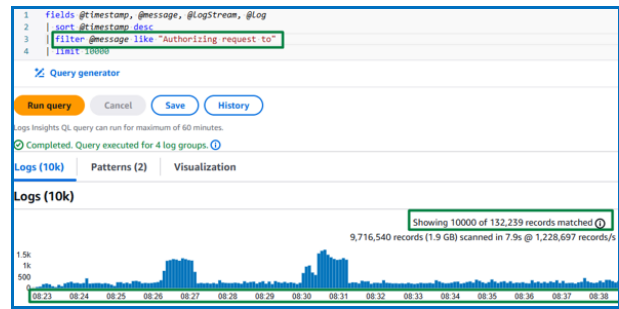 1 fields @timestamp, @message, @logStream, @log
2 | sort @timestamp desc
3 | filter @message like "Authorizing request to"
4 | limit 10000
Query generator
Run query Cancel Save History
Logs Insights QL query can run for maximum of 60 minutes.
Completed. Query executed for 4 log groups.
Logs (10k) Patterns (2) Visualization
Logs (10k)
Showing 10000 of 132,239 records matched
9,716,540 records (1.9 GB) scanned in 7.9s @ 1,228,697 records/s
1.5k
1k
500
0
08:23 08:24 08:25 08:26 08:27 08:28 08:29 08:30 08:31 08:32 08:33 08:34 08:35 08:36 08:37 08:38